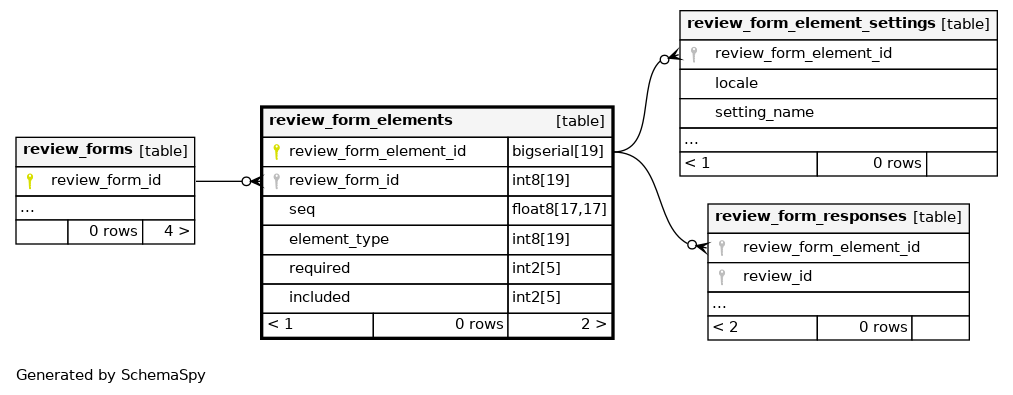 review_forms [table]
review_form_id
...
0 rows 4 >
review_form_elements [table]
review_form_element_id bigserial[19]
review_form_id int8[19]
seq float8[17,17]
element_type int8[19]
required int2[5]
included int2[5]
< 1 0 rows 2 >
review_form_element_settings [table]
review_form_element_id
locale
setting_name
...
< 1 0 rows
review_form_responses [table]
review_form_element_id
review_id
...
< 2 0 rows
Generated by SchemaSpy